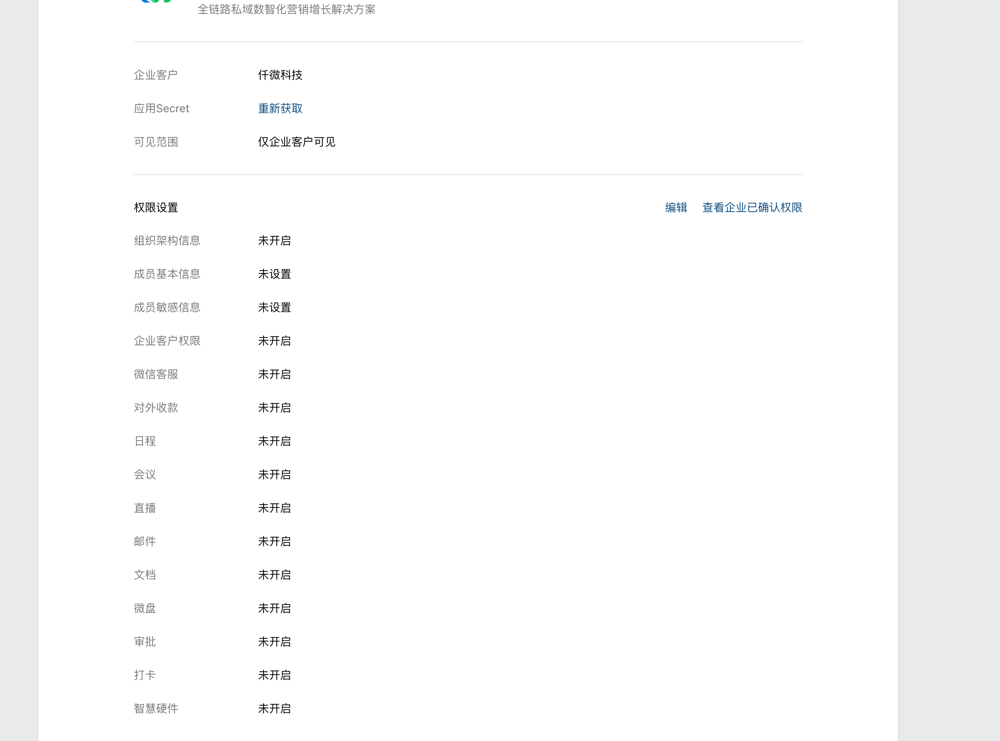 全链路私域数智化营销增长解决方案
企业客户 仟微科技
应用Secret 重新获取
可见范围 仅企业客户可见
权限设置 编辑 查看企业已确认权限
组织架构信息 未开启
成员基本信息 未设置
成员敏感信息 未设置
企业客户权限 未开启
微信客服 未开启
对外收款 未开启
日程 未开启
会议 未开启
直播 未开启
邮件 未开启
文档 未开启
微盘 未开启
审批 未开启
打卡 未开启
智慧硬件 未开启